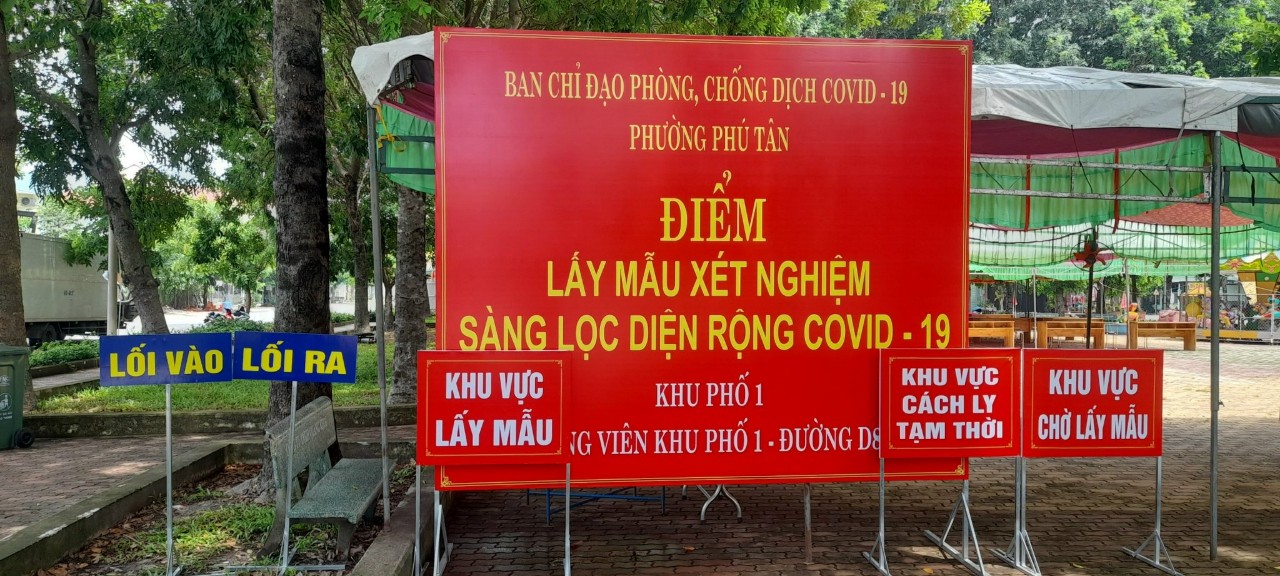 BAN CHỈ ĐẠO PHÒNG, CHỐNG DỊCH COVID - 19
PHƯỜNG PHÚ TÂN
ĐIỂM
LẤY MẪU XÉT NGHIỆM
SÀNG LỌC DIỆN RỘNG COVID - 19
KHU PHỐ 1
VIÊN KHU PHỐ 1 - ĐƯỜNG
LỐI VÀO
LỐI RA
KHU VỰC
LẤY MẪU
KHU VỰC
CÁCH LY
TẠM THỜI
KHU VỰC
CHỜ LẤY MẪU